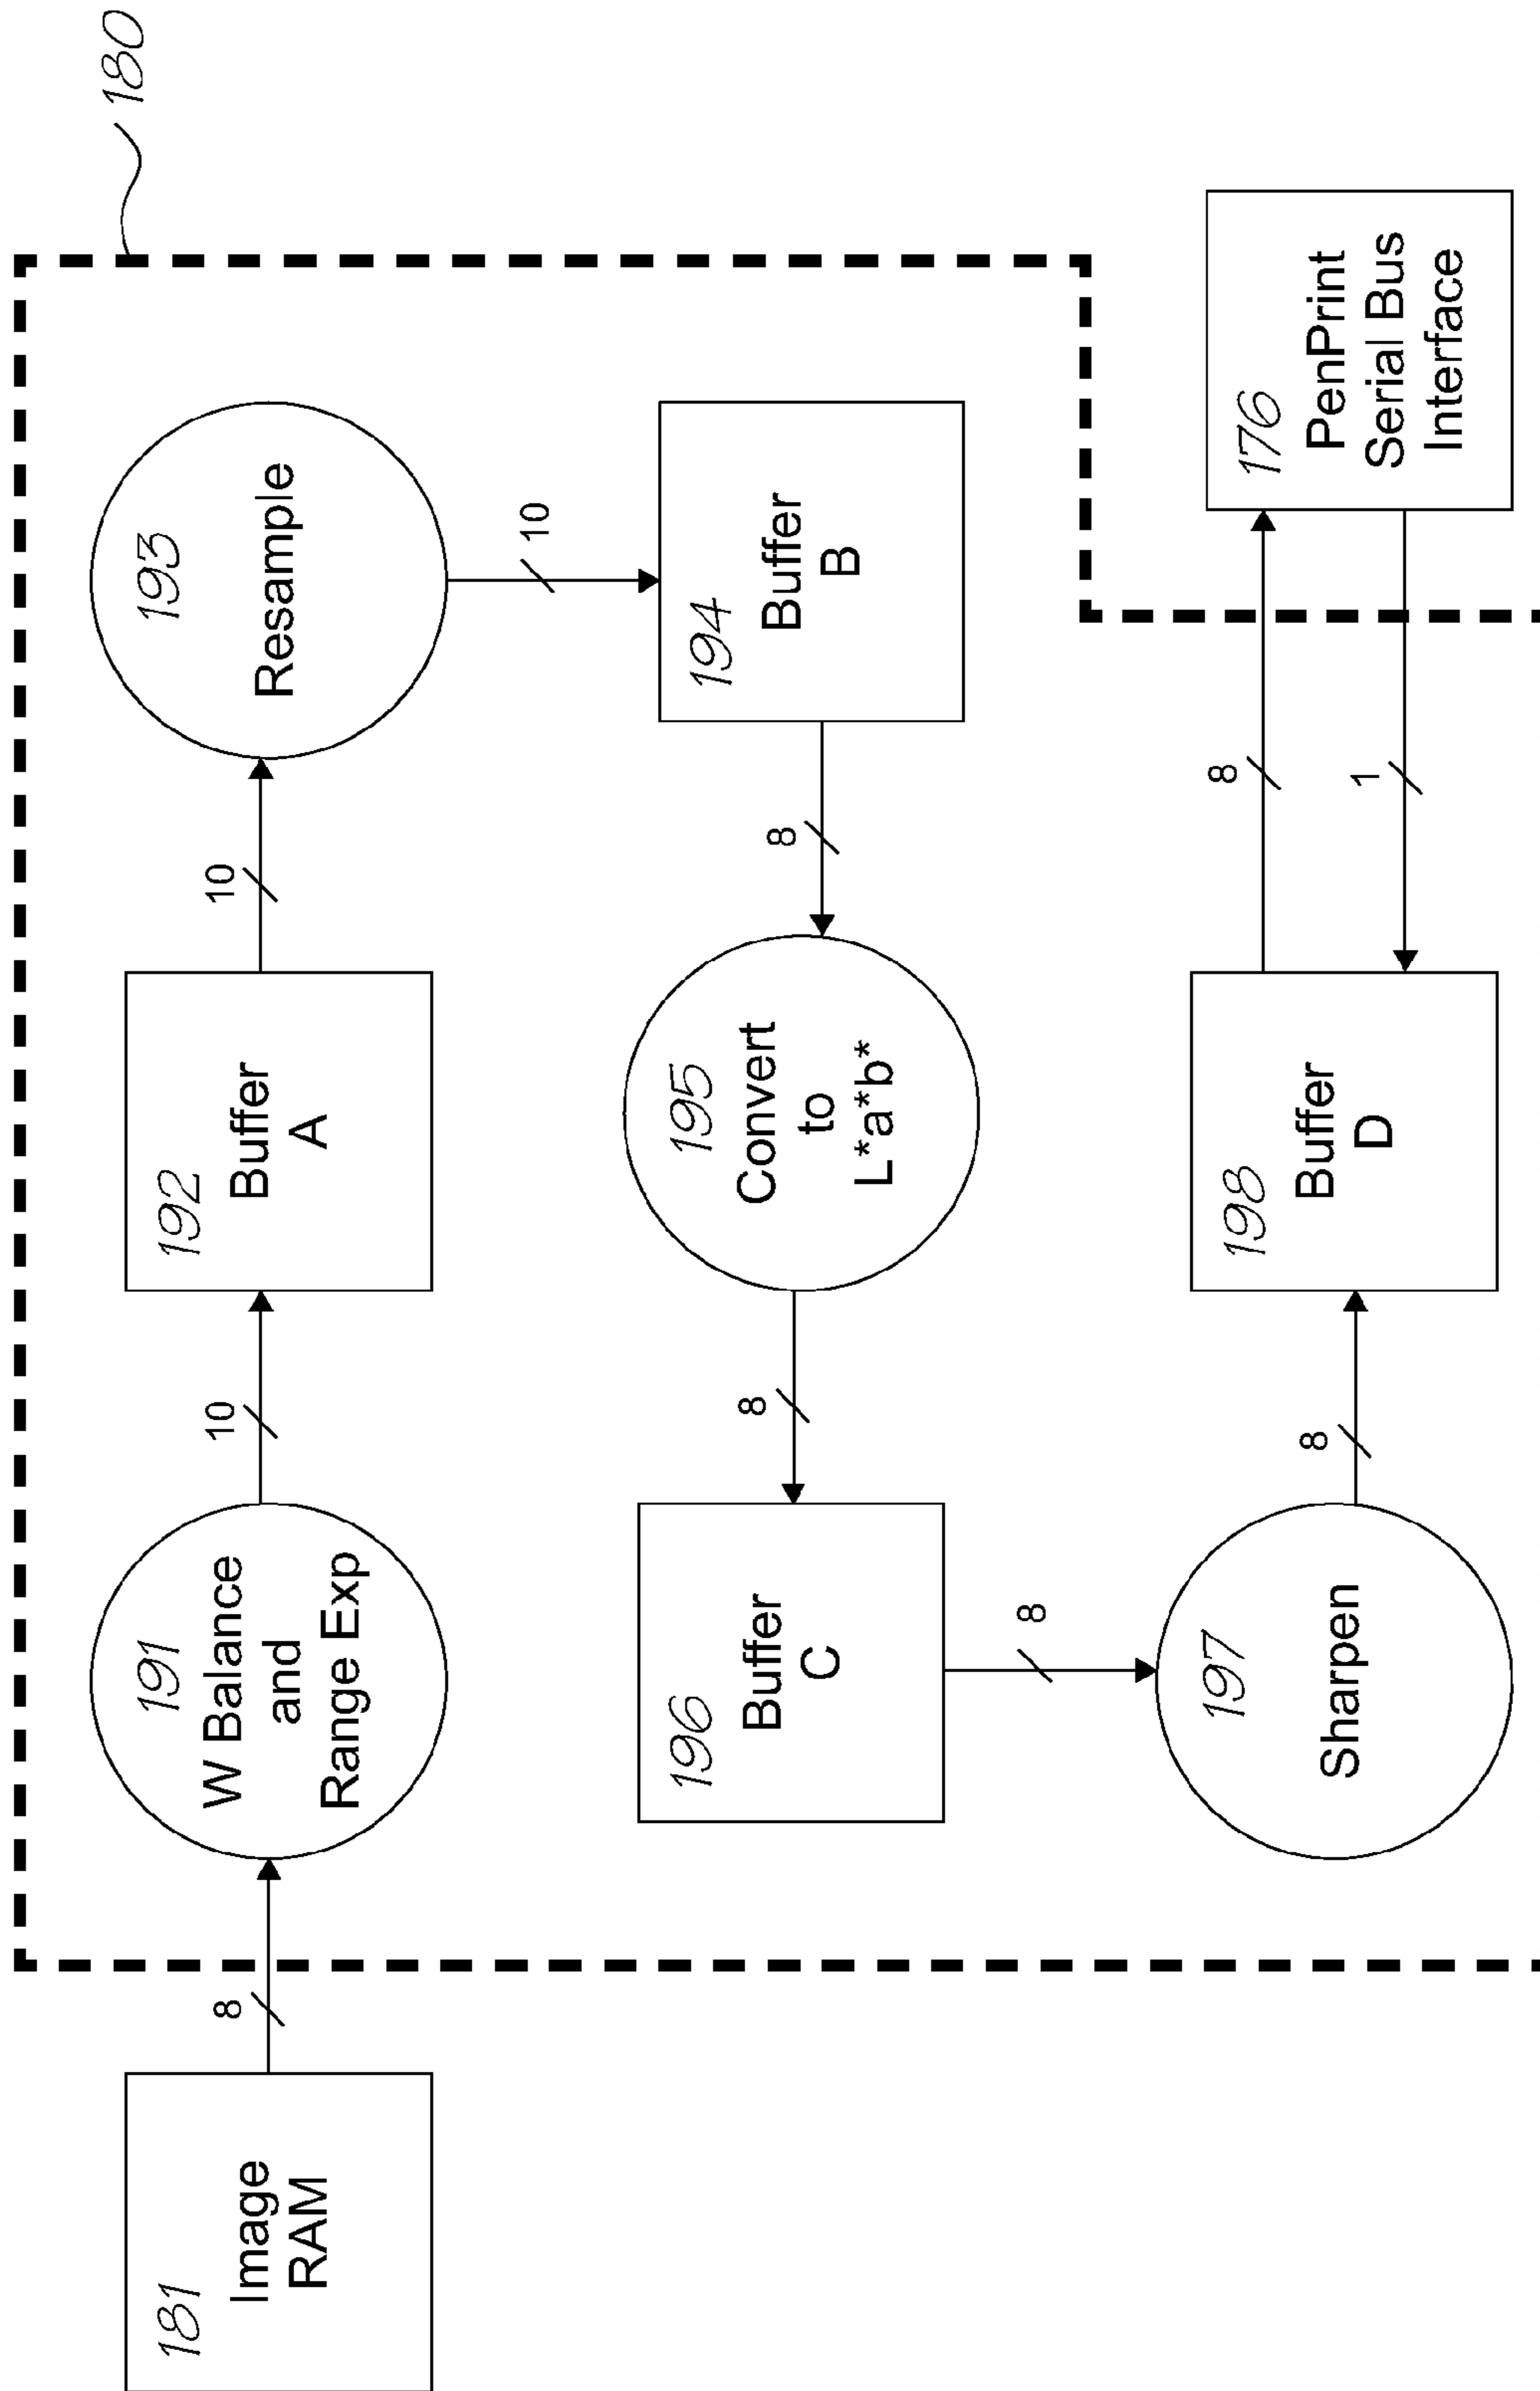 180
181
Image
RAM
8
191
W Balance
and
Range Exp
10
192
Buffer
A
10
193
Resample
10
194
Buffer
B
8
195
Convert
to
L*a*b*
8
196
Buffer
C
8
197
Sharpen
8
198
Buffer
D
8
1
176
PenPrint
Serial Bus
Interface